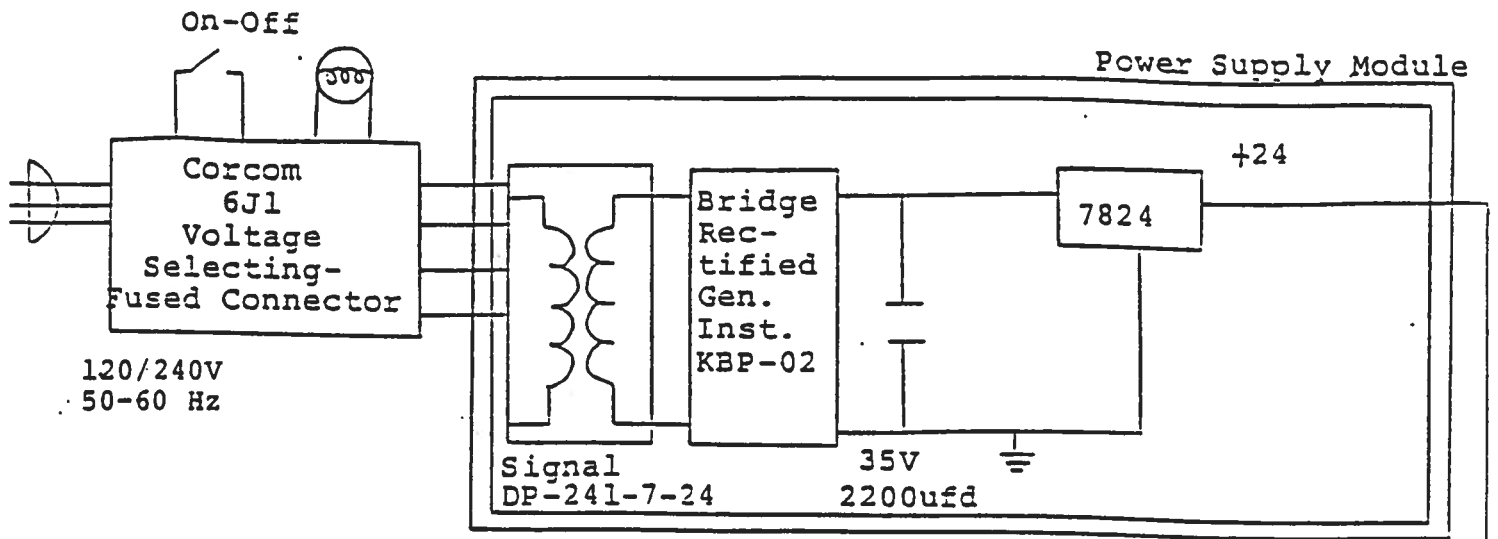 On-Off
Power Supply Module
Corcom
6J1
Voltage
Selecting-
Fused Connector
120/240V
50-60 Hz
Bridge
Rec-
tified
Gen.
Inst.
KBP-02
7824
+24
Signal
DP-241-7-24
35V
2200ufd